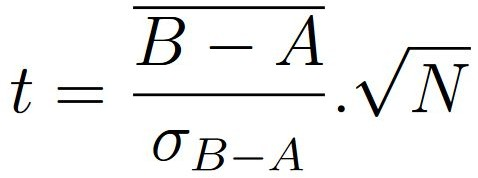 t = \frac{\overline{B - A}}{\sigma_{B-A}} . \sqrt{N}